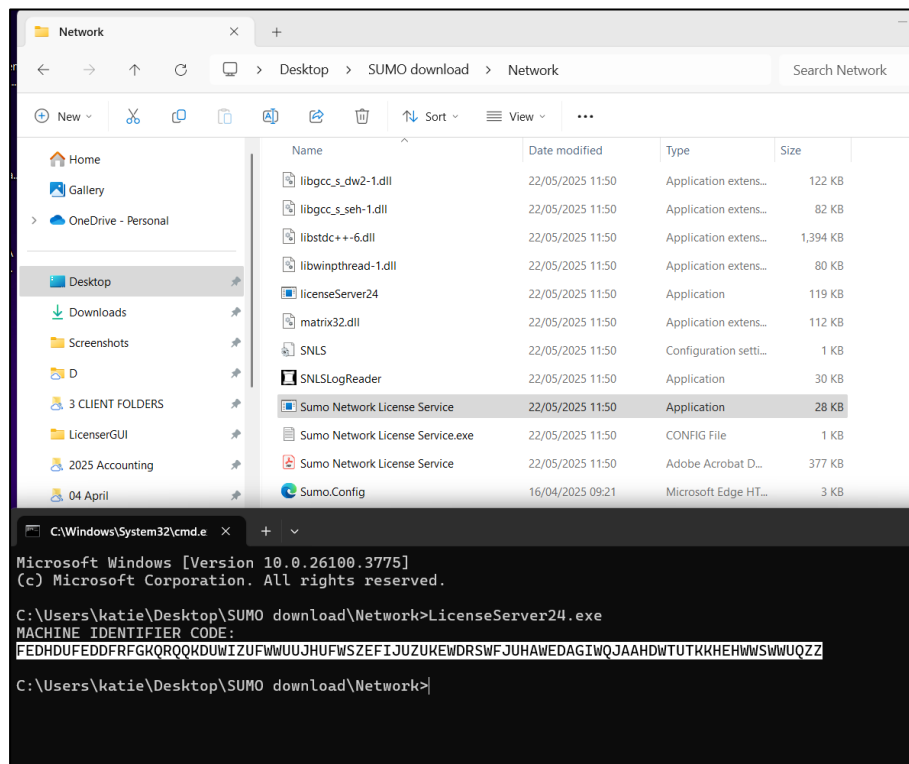 Network
Desktop > SUMO download > Network
Search Network
New
Sort
View
Name Date modified Type Size
Home
Gallery
OneDrive - Personal
Desktop
Downloads
Screenshots
D
3 CLIENT FOLDERS
LicenserGUI
2025 Accounting
04 April
libgcc_s_dw2-1.dll 22/05/2025 11:50 Application extens... 122 KB
libgcc_s_seh-1.dll 22/05/2025 11:50 Application extens... 82 KB
libstdc++-6.dll 22/05/2025 11:50 Application extens... 1,394 KB
libwinpthread-1.dll 22/05/2025 11:50 Application extens... 80 KB
licenseServer24 22/05/2025 11:50 Application 119 KB
matrix32.dll 22/05/2025 11:50 Application extens... 112 KB
SNLS 22/05/2025 11:50 Configuration setti... 1 KB
SNLSLogReader 22/05/2025 11:50 Application 30 KB
Sumo Network License Service 22/05/2025 11:50 Application 28 KB
Sumo Network License Service.exe 22/05/2025 11:50 CONFIG File 1 KB
Sumo Network License Service 22/05/2025 11:50 Adobe Acrobat D... 377 KB
Sumo.Config 16/04/2025 09:21 Microsoft Edge HT... 3 KB
C:\Windows\System32\cmd.e
Microsoft Windows [Version 10.0.26100.3775]
(c) Microsoft Corporation. All rights reserved.
C:\Users\katie\Desktop\SUMO download\Network>LicenseServer24.exe
MACHINE IDENTIFIER CODE:
FEDHDUFEDDFRFGKQRQQKDUWIZUFWWUUJHUFWSZEFIJUZUKEWDRSWFJUHAWEDAGIWQJAAHDWTUTKKHEHWWSWWUQZZ
C:\Users\katie\Desktop\SUMO download\Network>